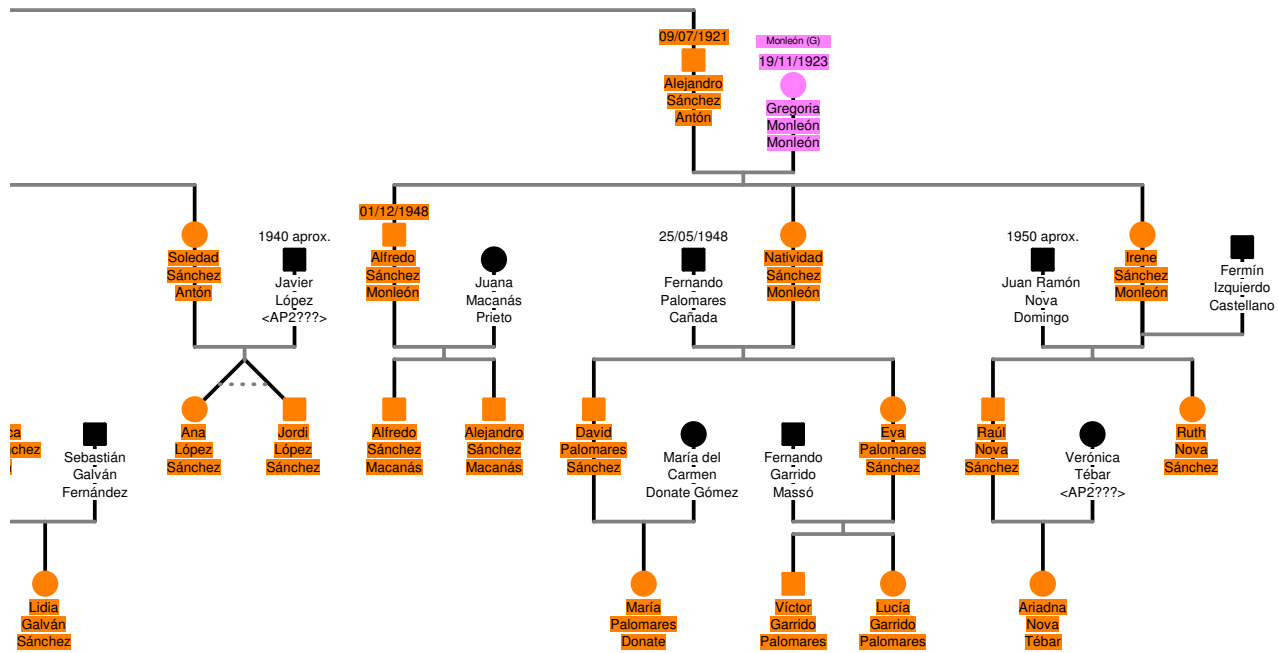 09/07/1921
Alejandro
Sánchez
Antón
Monleón (G)
19/11/1923
Gregoria
Monleón
Monleón
Soledad
Sánchez
Antón
1940 aprox.
Javier
López
<AP2???>
01/12/1948
Alfredo
Sánchez
Monleón
Juana
Macanás
Prieto
25/05/1948
Fernando
Palomares
Cañada
Natividad
Sánchez
Monleón
1950 aprox.
Juan Ramón
Nova
Domingo
Irene
Sánchez
Monleón
Fermín
Izquierdo
Castellano
Sebastián
Galván
Fernández
Ana
López
Sánchez
Jordi
López
Sánchez
Alfredo
Sánchez
Macanás
Alejandro
Sánchez
Macanás
David
Palomares
Sánchez
María del
Carmen
Donate Gómez
Fernando
Garrido
Massó
Eva
Palomares
Sánchez
Raúl
Nova
Sánchez
Verónica
Tébar
<AP2???>
Ruth
Nova
Sánchez
Lidia
Galván
Sánchez
María
Palomares
Donate
Víctor
Garrido
Palomares
Lucía
Garrido
Palomares
Ariadna
Nova
Tébar